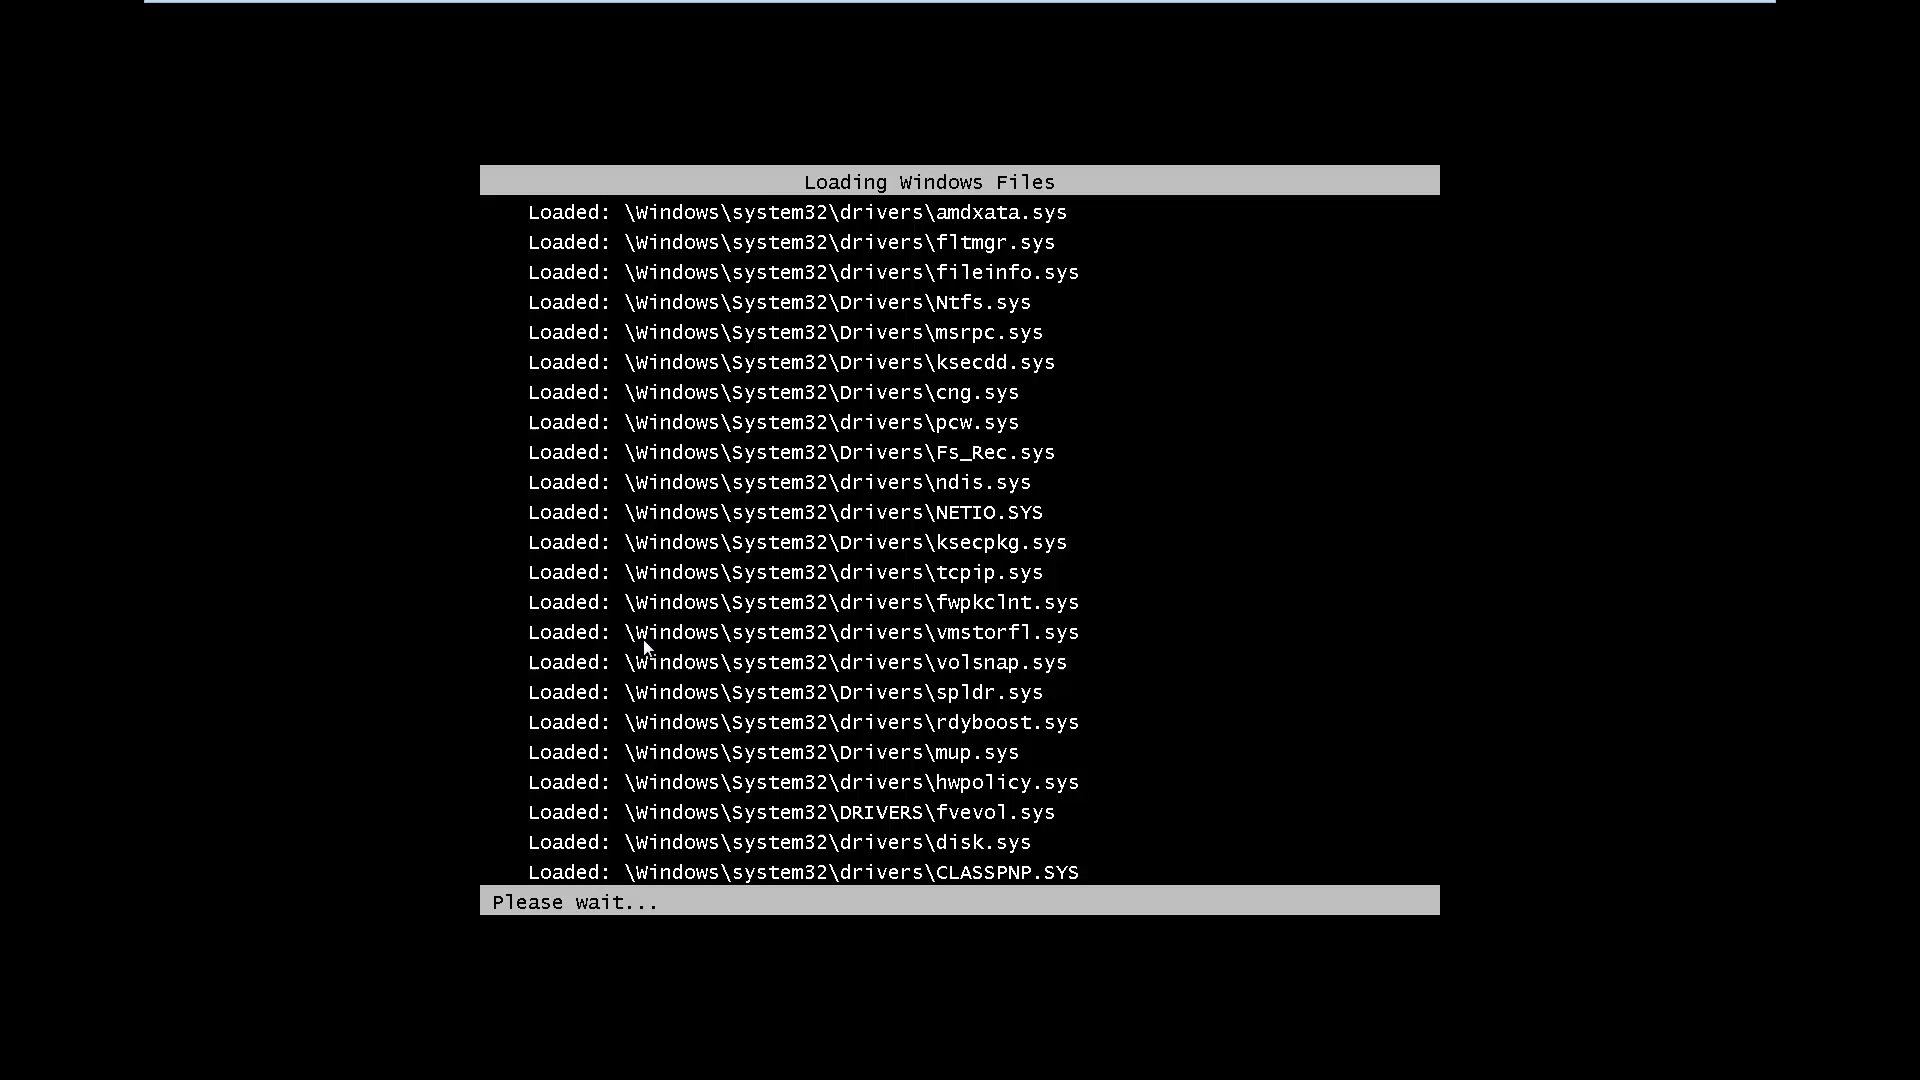 Loading Windows Files
Loaded: \Windows\system32\drivers\amdxata.sys
Loaded: \Windows\system32\drivers\fltmgr.sys
Loaded: \Windows\system32\drivers\fileinfo.sys
Loaded: \Windows\System32\Drivers\Ntfs.sys
Loaded: \Windows\System32\Drivers\msrpc.sys
Loaded: \Windows\System32\Drivers\ksecdd.sys
Loaded: \Windows\System32\Drivers\cng.sys
Loaded: \Windows\System32\drivers\pcw.sys
Loaded: \Windows\System32\Drivers\Fs_Rec.sys
Loaded: \Windows\system32\drivers\ndis.sys
Loaded: \Windows\system32\drivers\NETIO.SYS
Loaded: \Windows\System32\Drivers\ksecpkg.sys
Loaded: \Windows\System32\drivers\tcpip.sys
Loaded: \Windows\System32\drivers\fwpkclnt.sys
Loaded: \Windows\system32\drivers\vmstorfl.sys
Loaded: \Windows\system32\drivers\volsnap.sys
Loaded: \Windows\System32\Drivers\spldr.sys
Loaded: \Windows\System32\drivers\rdyboost.sys
Loaded: \Windows\System32\Drivers\mup.sys
Loaded: \Windows\System32\drivers\hwpolicy.sys
Loaded: \Windows\System32\DRIVERS\fvevol.sys
Loaded: \Windows\system32\drivers\disk.sys
Loaded: \Windows\system32\drivers\CLASSPNP.SYS
Please wait...